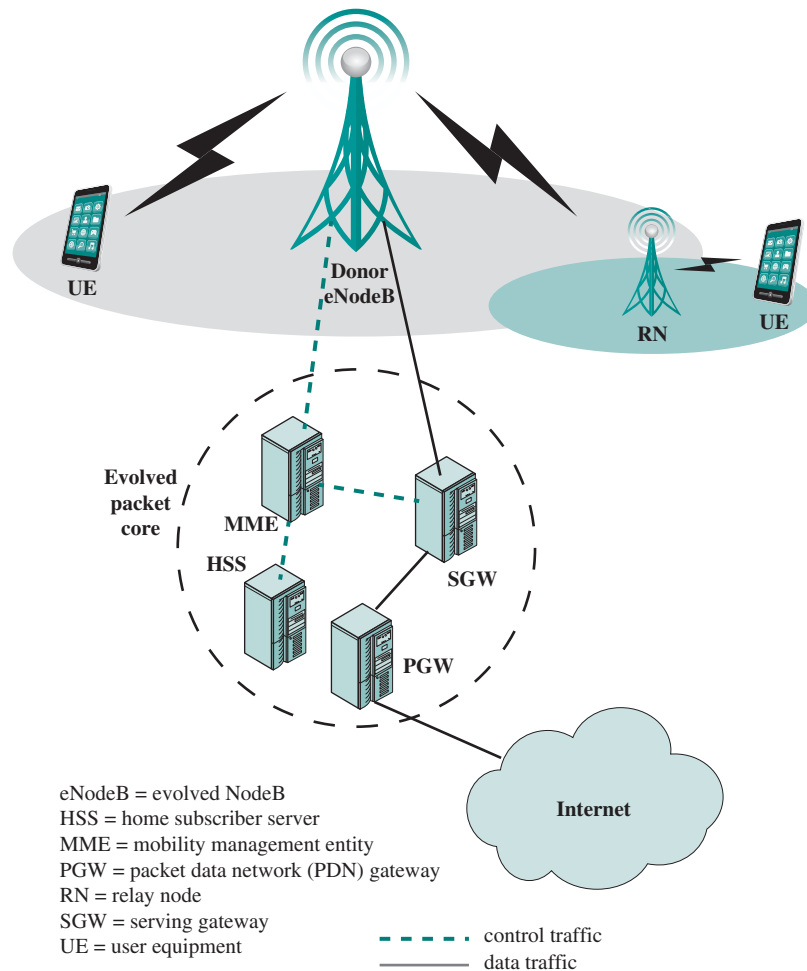 UE
Donor
eNodeB
RN
UE
Evolved
packet
core
MME
HSS
SGW
PGW
Internet
eNodeB = evolved NodeB
HSS = home subscriber server
MME = mobility management entity
PGW = packet data network (PDN) gateway
RN = relay node
SGW = serving gateway
UE = user equipment
control traffic
data traffic